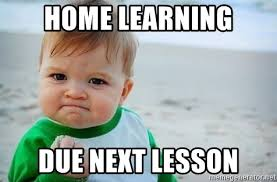 HOME LEARNING
DUE NEXT LESSON
memegenerator.net